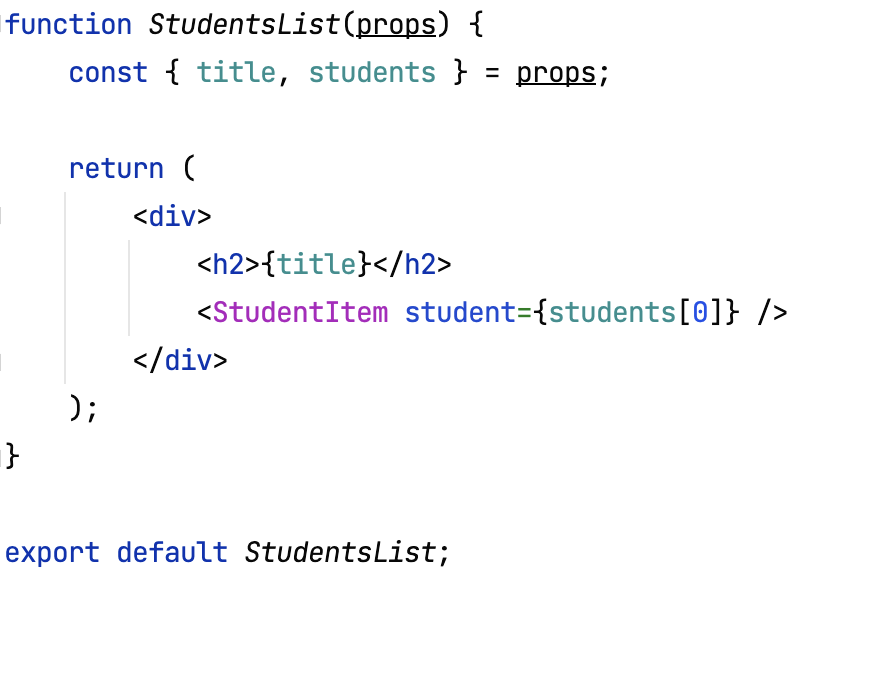 function StudentsList(props) {
const { title, students } = props;
return (
<div>
<h2>{title}</h2>
<StudentItem student={students[0]} />
</div>
);
}
export default StudentsList;